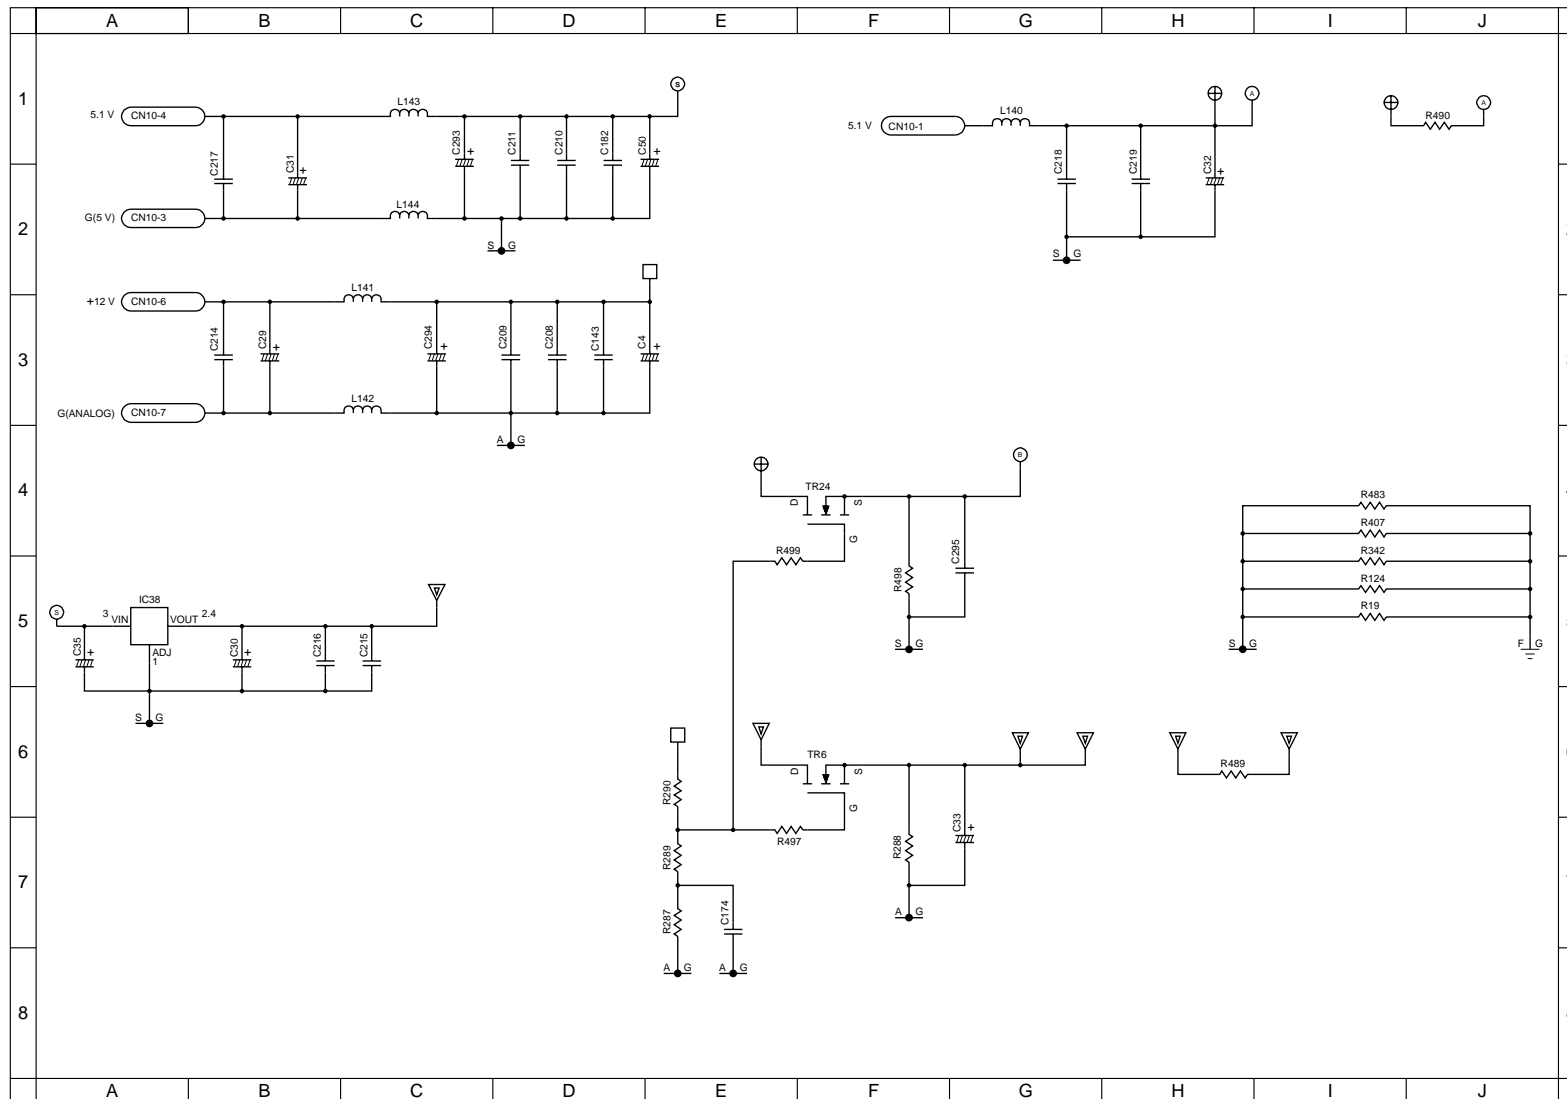 A B C D E F G H I J
1
5.1 V CN10-4
L143
S
C217
C31 +
C293 +
C211
C210
C182
C50 +
5.1 V CN10-1
L140
A
C218
C219
C32 +
R490
A
2
G(5 V) CN10-3
L144
S G
S G
+12 V CN10-6
L141
3
C214
C29 +
C294 +
C209
C208
C143
C4 +
G(ANALOG) CN10-7
L142
A G
4
TR24
D
S
G
B
R499
R498
C295
S G
R483
R407
R342
R124
R19
S G
F G
5
S
IC38
3 VIN
VOUT 2.4
ADJ
1
C35 +
C30 +
C216
C215
S G
6
TR6
D
S
G
R489
R290
R497
7
R289
R288
C33 +
A G
R287
C174
A G
A G
8
A B C D E F G H I J